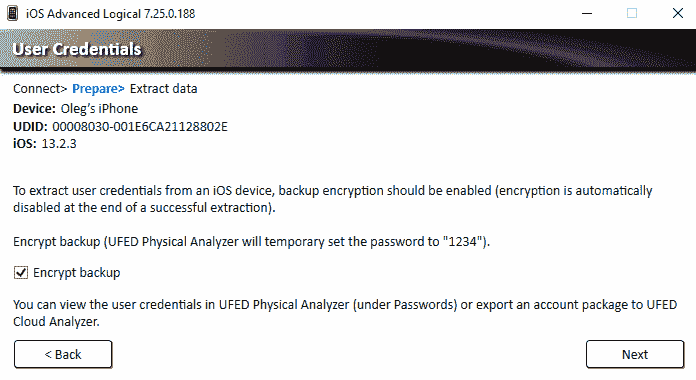 iOS Advanced Logical 7.25.0.188
User Credentials
Connect> Prepare> Extract data
Device: Oleg's iPhone
UDID: 00008030-001E6CA21128802E
iOS: 13.2.3
To extract user credentials from an iOS device, backup encryption should be enabled (encryption is automatically
disabled at the end of a successful extraction).
Encrypt backup (UFED Physical Analyzer will temporary set the password to "1234").
Encrypt backup
You can view the user credentials in UFED Physical Analyzer (under Passwords) or export an account package to UFED
Cloud Analyzer.
< Back Next